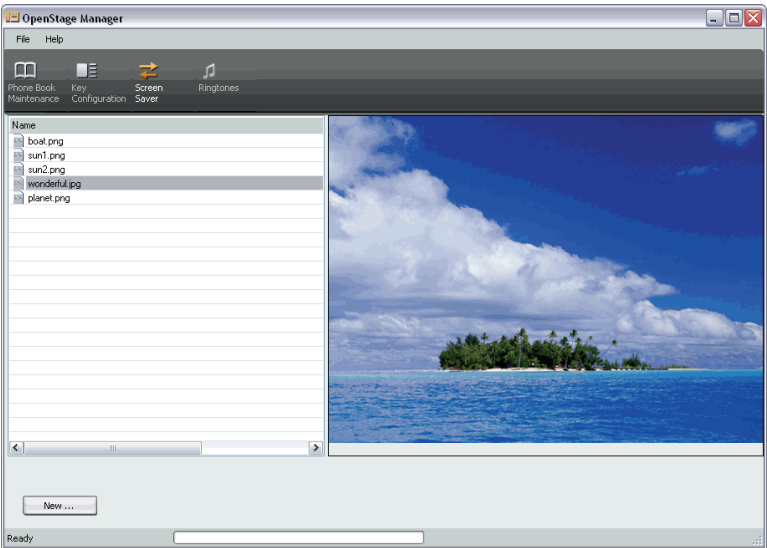 OpenStage Manager
File Help
Phone Book Maintenance
Key Configuration
Screen Saver
Ringtones
Name
boat.png
sun1.png
sun2.png
wonderful.jpg
planet.png
New ...
Ready